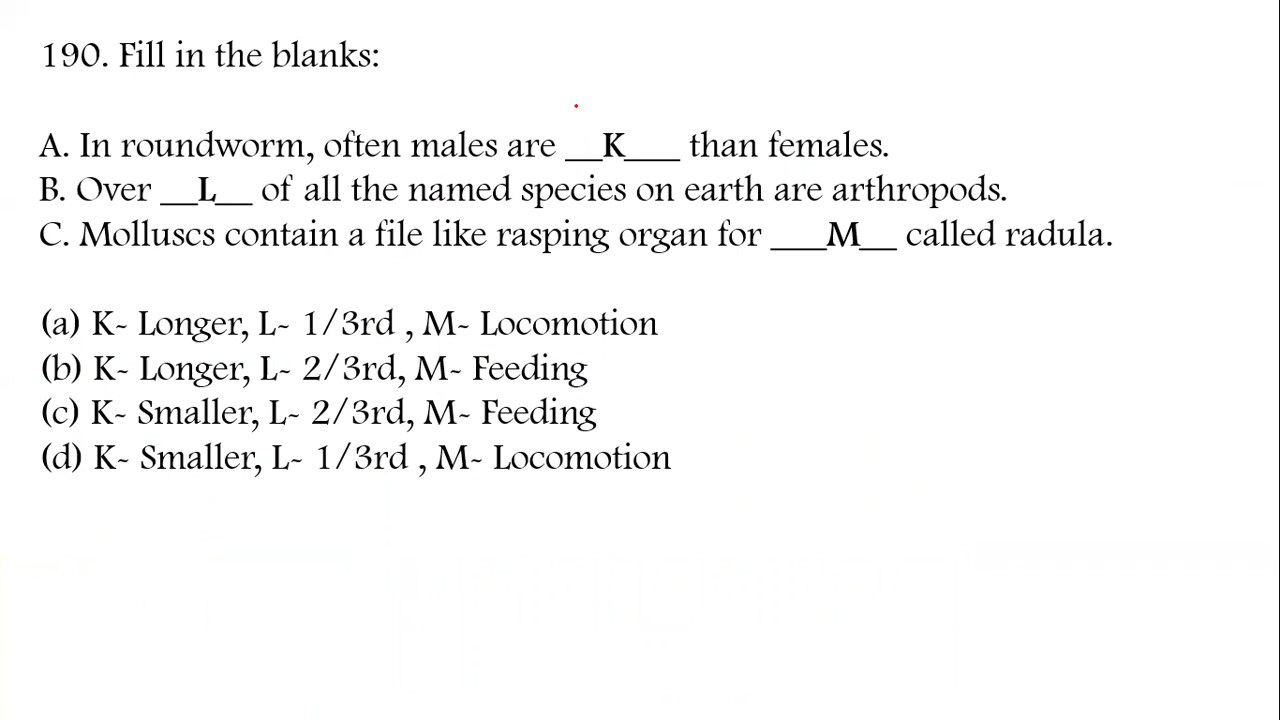 190. Fill in the blanks:
A. In roundworm, often males are __K___ than females.
B. Over __L__ of all the named species on earth are arthropods.
C. Molluscs contain a file like rasping organ for ___M__ called radula.
(a) K- Longer, L- 1/3rd , M- Locomotion
(b) K- Longer, L- 2/3rd, M- Feeding
(c) K- Smaller, L- 2/3rd, M- Feeding
(d) K- Smaller, L- 1/3rd , M- Locomotion